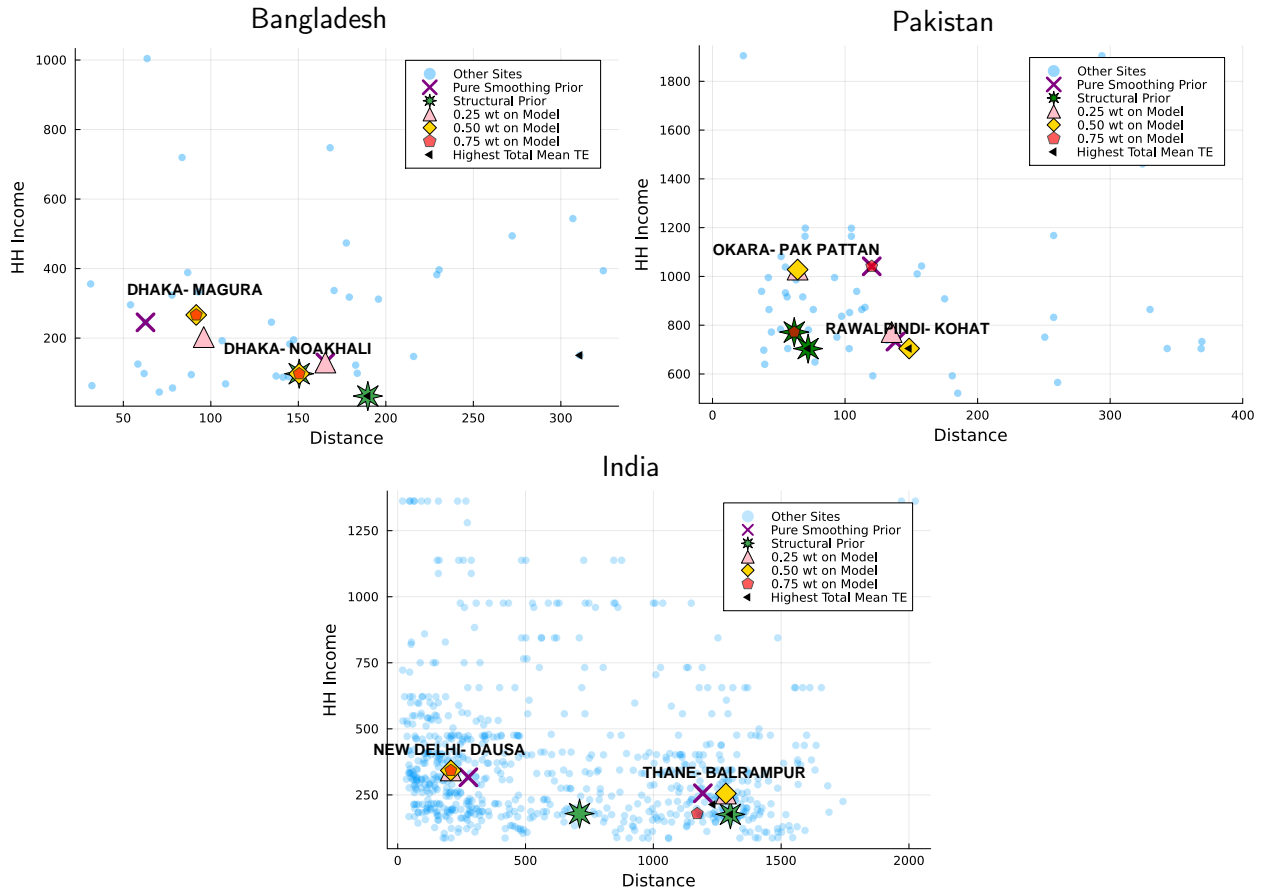 Bangladesh
1000
800
600
400
200
50
100
150
200
250
300
HH Income
Distance
Other Sites
Pure Smoothing Prior
Structural Prior
0.25 wt on Model
0.50 wt on Model
0.75 wt on Model
Highest Total Mean TE
DHAKA- MAGURA
DHAKA- NOAKHALI
Pakistan
1800
1600
1400
1200
1000
800
600
0
100
200
300
400
HH Income
Distance
Other Sites
Pure Smoothing Prior
Structural Prior
0.25 wt on Model
0.50 wt on Model
0.75 wt on Model
Highest Total Mean TE
OKARA- PAK PATTAN
RAWALPINDI- KOHAT
India
1250
1000
750
500
250
0
500
1000
1500
2000
HH Income
Distance
Other Sites
Pure Smoothing Prior
Structural Prior
0.25 wt on Model
0.50 wt on Model
0.75 wt on Model
Highest Total Mean TE
NEW DELHI- DAUSA
THANE- BALRAMPUR